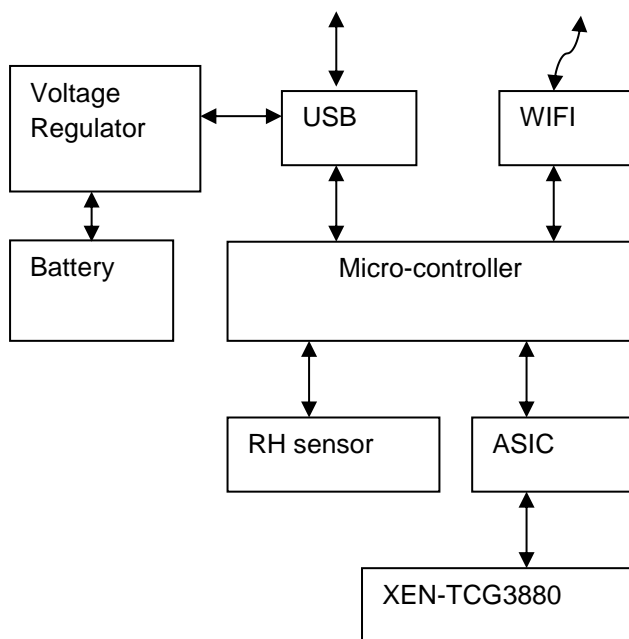 Voltage
Regulator
USB
WIFI
Battery
Micro-controller
RH sensor
ASIC
XEN-TCG3880